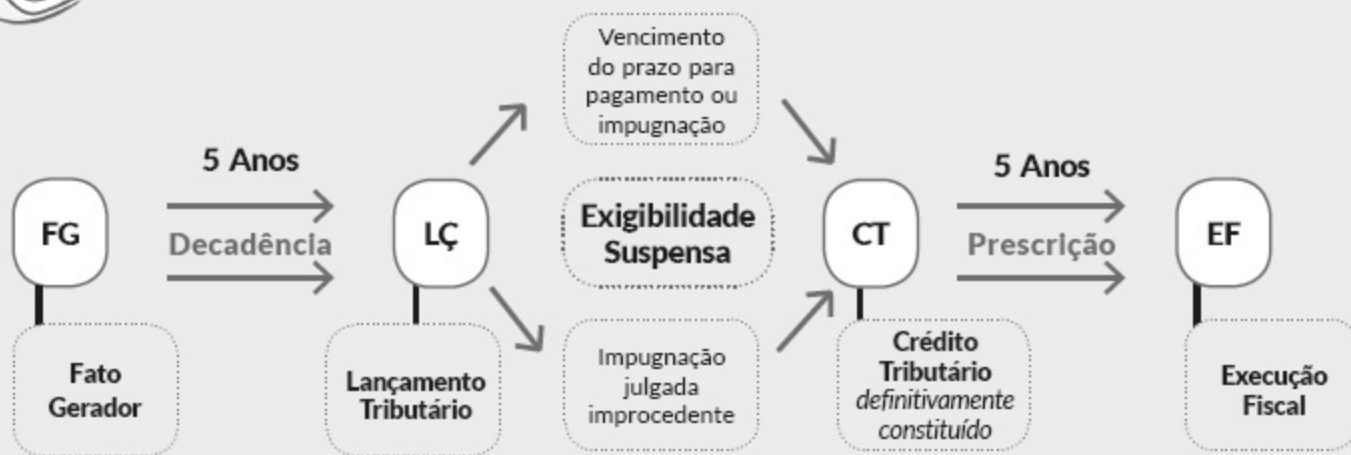 Vencimento
do prazo para
pagamento ou
impugnação
5 Anos
5 Anos
FG
Decadência
LÇ
Exigibilidade
Suspensa
CT
Prescrição
EF
Fato
Gerador
Lançamento
Tributário
Impugnação
julgada
improcedente
Crédito
Tributário
definitivamente
constituído
Execução
Fiscal